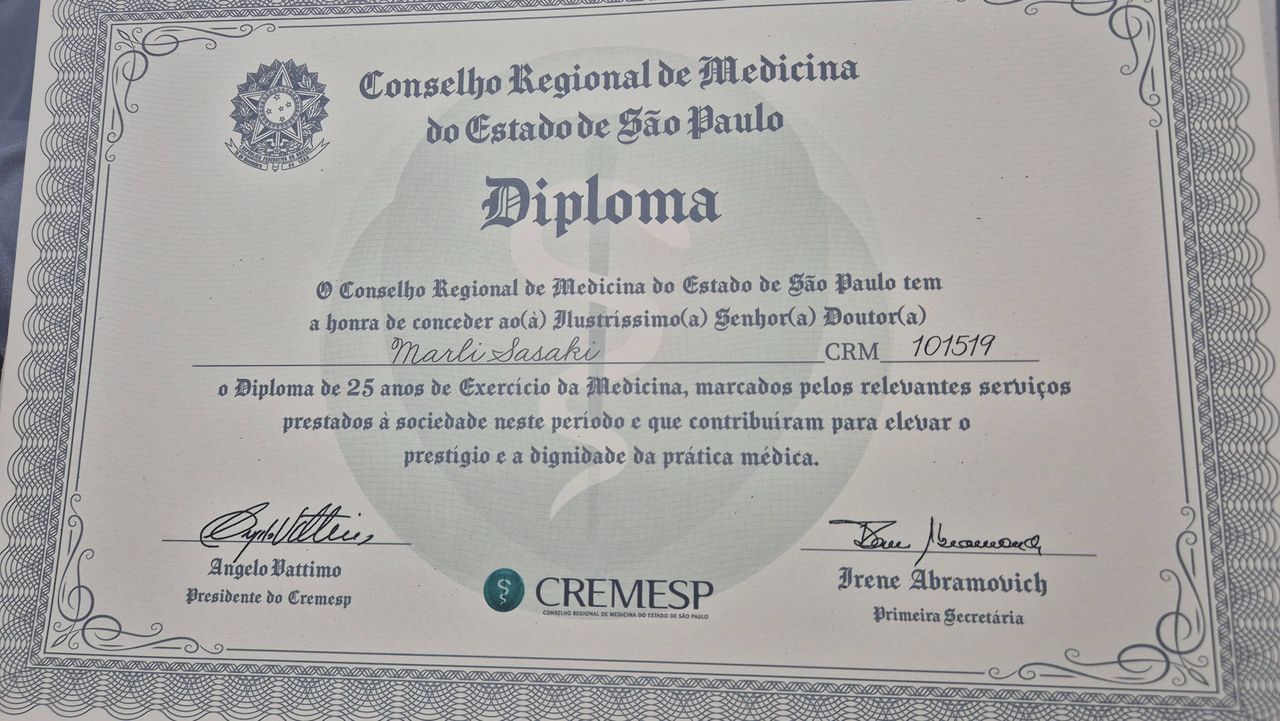 Conselho Regional de Medicina
do Estado de São Paulo
Diploma
O Conselho Regional de Medicina do Estado de São Paulo tem
a honra de conceder ao(à) Ilustríssimo(a) Senhor(a) Doutor(a)
Marli Sasaki CRM 101519
o Diploma de 25 anos de Exercício da Medicina, marcados pelos relevantes serviços
prestados à sociedade neste período e que contribuíram para elevar o
prestígio e a dignidade da prática médica.
Angelo Vattimo
Presidente do Cremesp
CREMESP
CONSELHO REGIONAL DE MEDICINA DO ESTADO DE SÃO PAULO
Irene Abramovich
Primeira Secretária